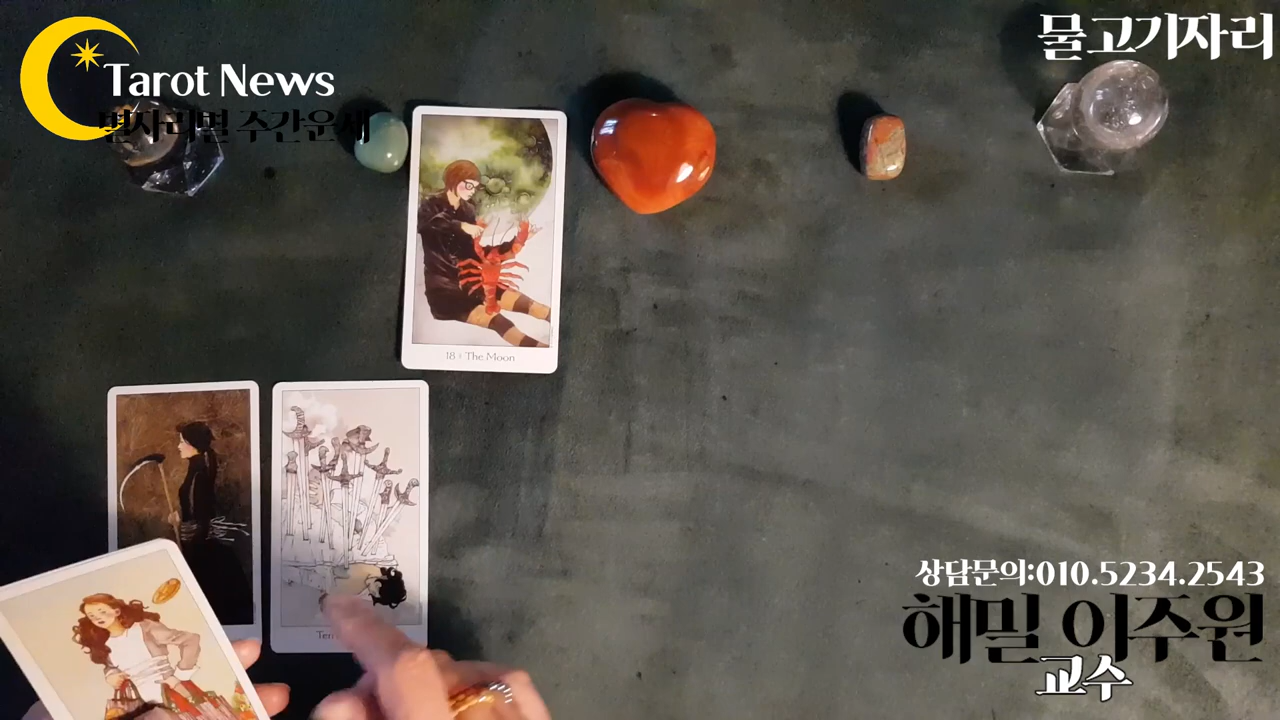 Tarot News
별자리별 주간운세
물고기자리
18 The Moon
Ten
상담문의:010.5234.2543
해밀 이주원
교수